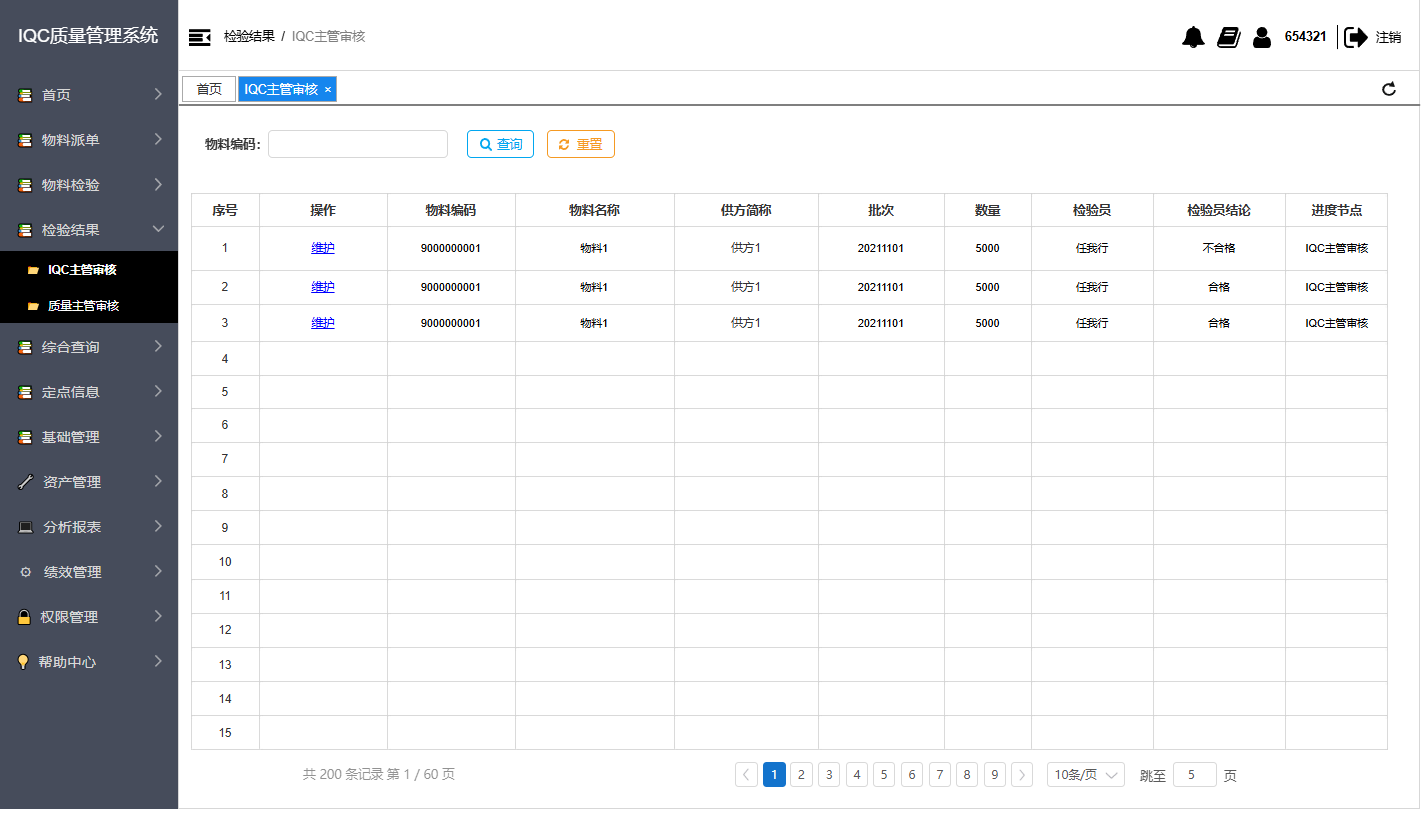 IQC质量管理系统
检验结果 / IQC主管审核
654321 注销
首页 IQC主管审核 ×
首页
物料派单
物料检验
检验结果
IQC主管审核
质量主管审核
综合查询
定点信息
基础管理
资产管理
分析报表
绩效管理
权限管理
帮助中心
物料编码: 查询 重置
序号 操作 物料编码 物料名称 供方简称 批次 数量 检验员 检验员结论 进度节点
1 维护 9000000001 物料1 供方1 20211101 5000 任我行 不合格 IQC主管审核
2 维护 9000000001 物料1 供方1 20211101 5000 任我行 合格 IQC主管审核
3 维护 9000000001 物料1 供方1 20211101 5000 任我行 合格 IQC主管审核
4
5
6
7
8
9
10
11
12
13
14
15
共 200 条记录 第 1 / 60 页 1 2 3 4 5 6 7 8 9 10条/页 跳至 5 页